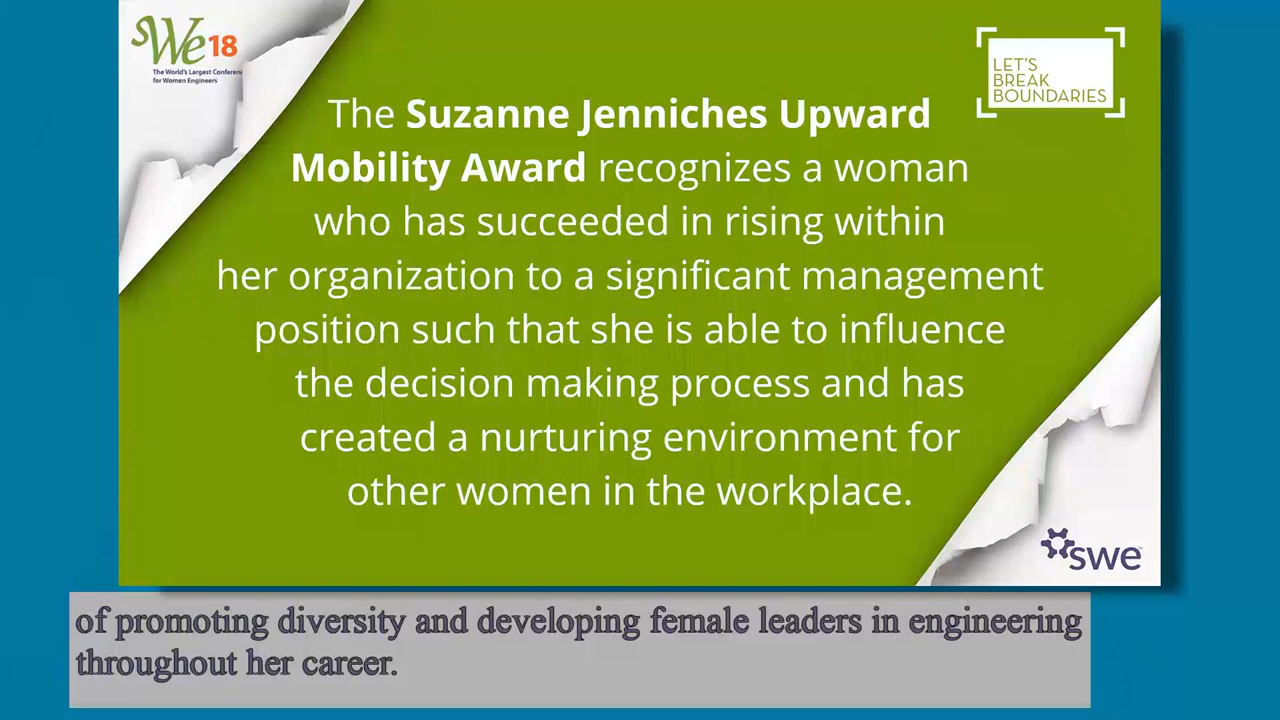 We18
The World's Largest Conference
for Women Engineers
LET'S
BREAK
BOUNDARIES
The Suzanne Jenniches Upward
Mobility Award recognizes a woman
who has succeeded in rising within
her organization to a significant management
position such that she is able to influence
the decision making process and has
created a nurturing environment for
other women in the workplace.
swe
of promoting diversity and developing female leaders in engineering
throughout her career.